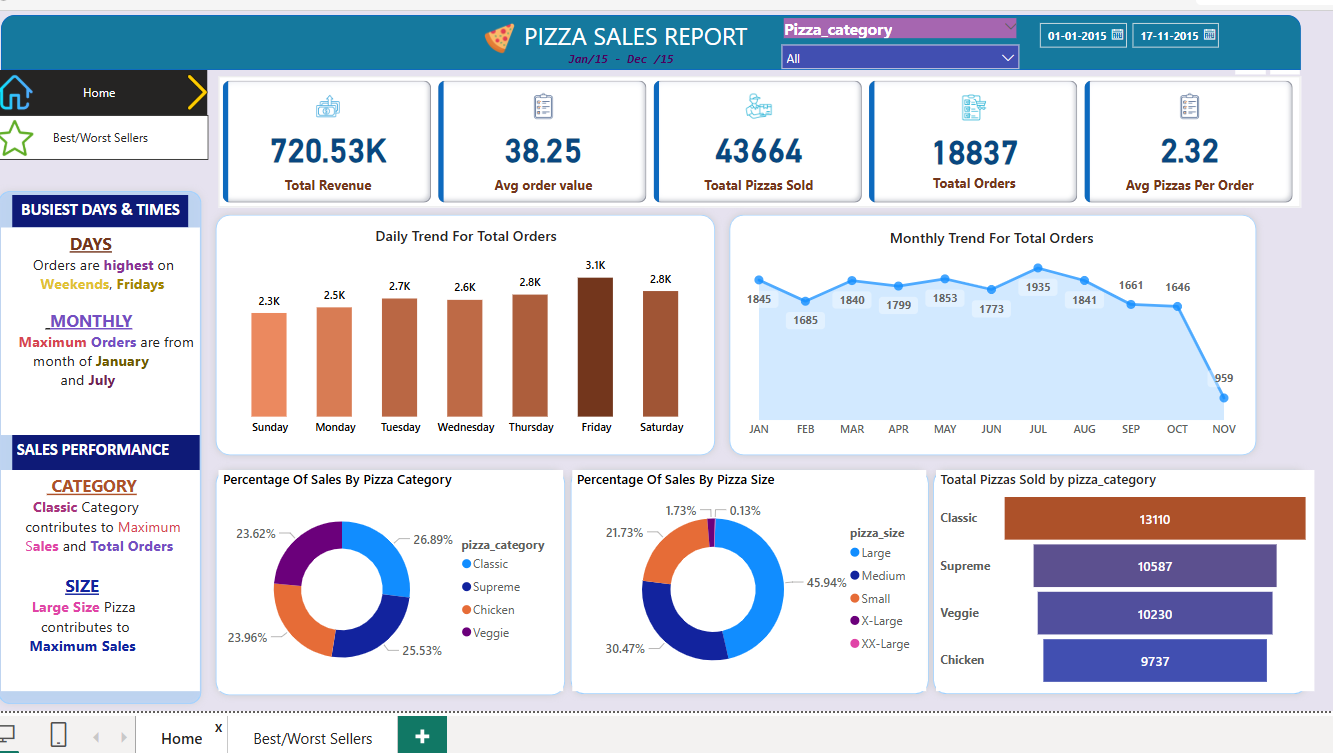 PIZZA SALES REPORT
Jan/15 - Dec /15
Pizza_category
All
01-01-2015
17-11-2015
Home
Best/Worst Sellers
720.53K
Total Revenue
38.25
Avg order value
43664
Toatal Pizzas Sold
18837
Toatal Orders
2.32
Avg Pizzas Per Order
BUSIEST DAYS & TIMES
DAYS
Orders are highest on
Weekends, Fridays
MONTHLY
Maximum Orders are from
month of January
and July
SALES PERFORMANCE
CATEGORY
Classic Category
contributes to Maximum
Sales and Total Orders
SIZE
Large Size Pizza
contributes to
Maximum Sales
Daily Trend For Total Orders
2.3K
2.5K
2.7K
2.6K
2.8K
3.1K
2.8K
Sunday
Monday
Tuesday
Wednesday
Thursday
Friday
Saturday
Monthly Trend For Total Orders
1845
1685
1840
1799
1853
1773
1935
1841
1661
1646
959
JAN
FEB
MAR
APR
MAY
JUN
JUL
AUG
SEP
OCT
NOV
Percentage Of Sales By Pizza Category
23.62%
26.89%
23.96%
25.53%
pizza_category
Classic
Supreme
Chicken
Veggie
Percentage Of Sales By Pizza Size
1.73%
0.13%
21.73%
45.94%
30.47%
pizza_size
Large
Medium
Small
X-Large
XX-Large
Toatal Pizzas Sold by pizza_category
Classic
13110
Supreme
10587
Veggie
10230
Chicken
9737
Home
X
Best/Worst Sellers
+